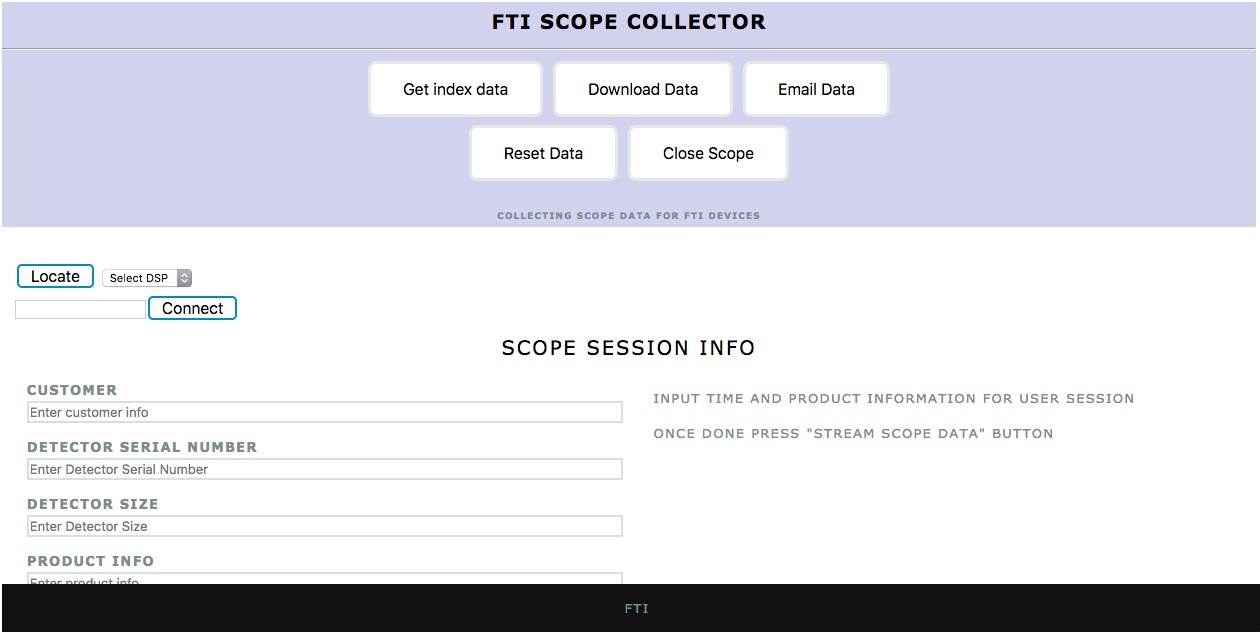 FTI SCOPE COLLECTOR
Get index data Download Data Email Data
Reset Data Close Scope
COLLECTING SCOPE DATA FOR FTI DEVICES
Locate Select DSP
Connect
SCOPE SESSION INFO
CUSTOMER
Enter customer info
DETECTOR SERIAL NUMBER
Enter Detector Serial Number
DETECTOR SIZE
Enter Detector Size
PRODUCT INFO
Enter product info
INPUT TIME AND PRODUCT INFORMATION FOR USER SESSION
ONCE DONE PRESS "STREAM SCOPE DATA" BUTTON
FTI